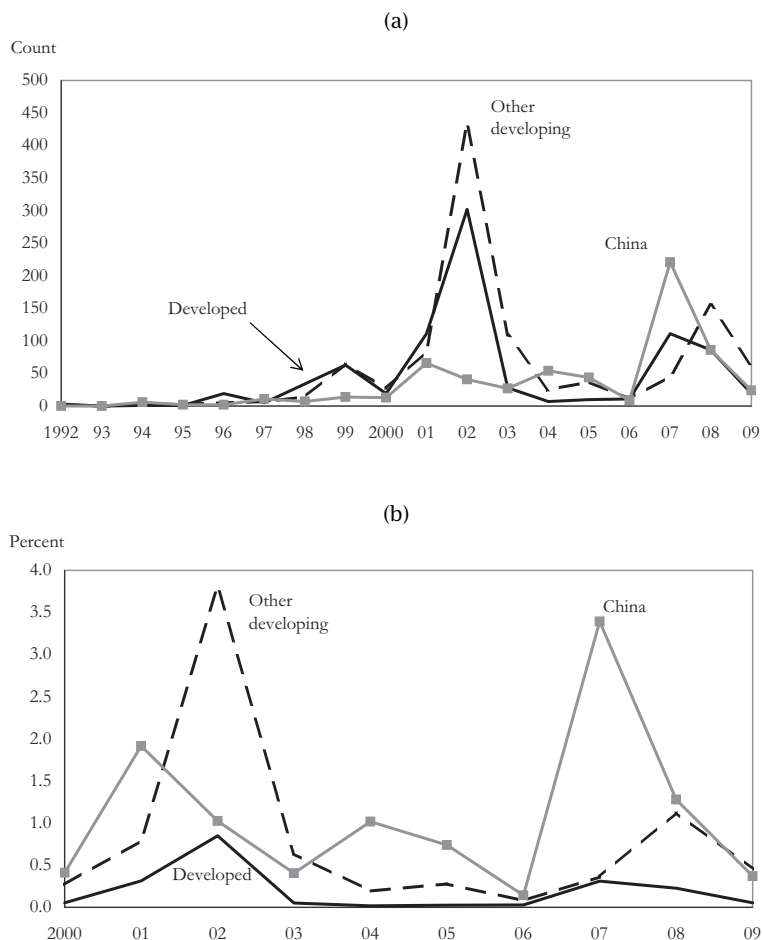 (a)
Count
500
450
400
350
300
250
200
150
100
50
0
Other
developing
China
Developed
1992 93 94 95 96 97 98 99 2000 01 02 03 04 05 06 07 08 09
(b)
Percent
4.0
3.5
3.0
2.5
2.0
1.5
1.0
0.5
0.0
Other
developing
China
Developed
2000 01 02 03 04 05 06 07 08 09